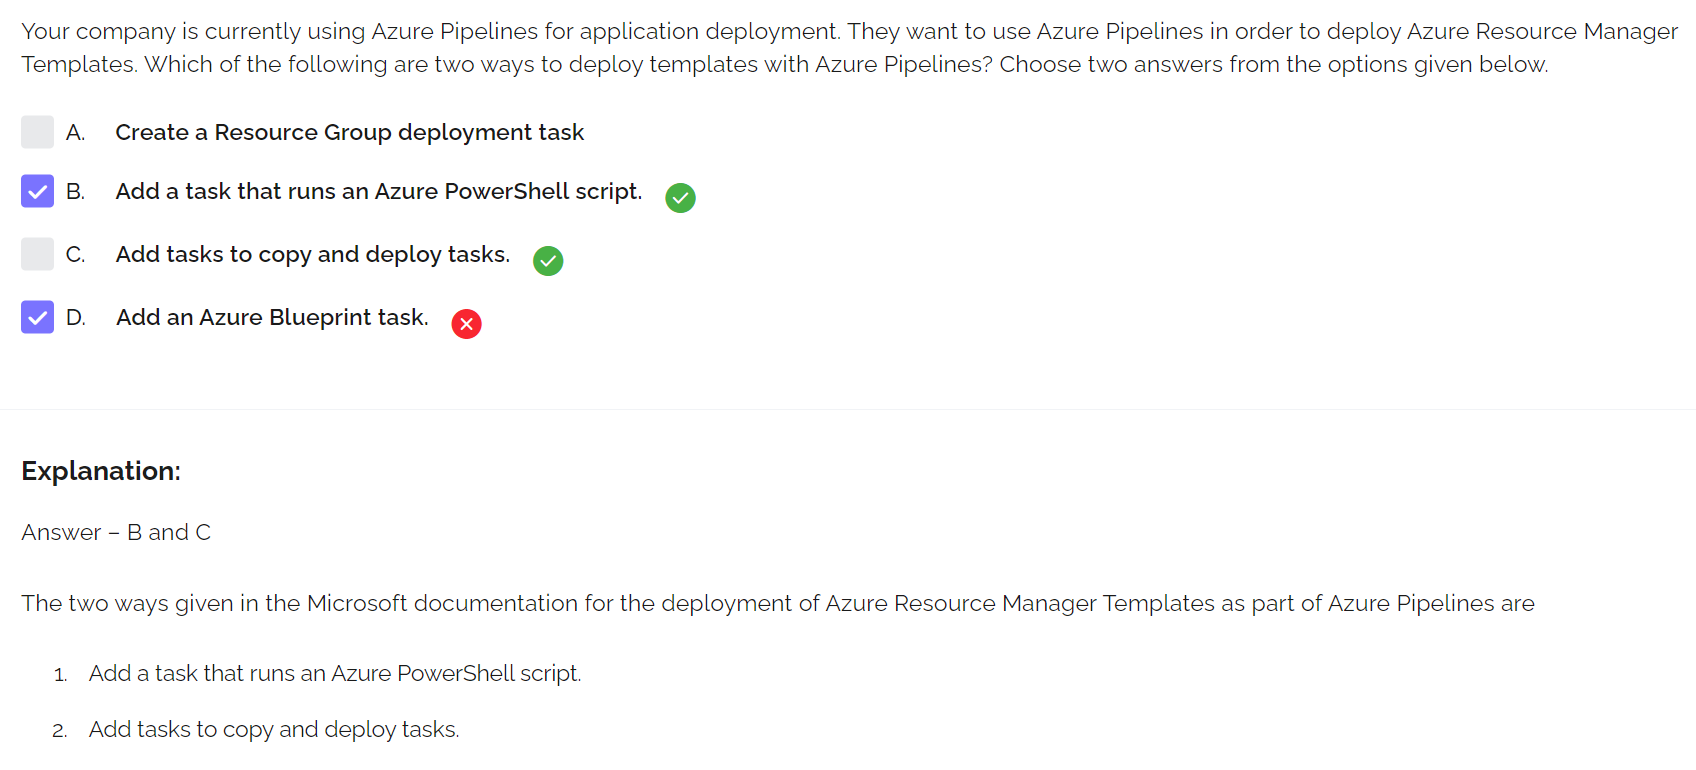 Your company is currently using Azure Pipelines for application deployment. They want to use Azure Pipelines in order to deploy Azure Resource Manager
Templates. Which of the following are two ways to deploy templates with Azure Pipelines? Choose two answers from the options given below.
A. Create a Resource Group deployment task
B. Add a task that runs an Azure PowerShell script.
C. Add tasks to copy and deploy tasks.
D. Add an Azure Blueprint task.
Explanation:
Answer – B and C
The two ways given in the Microsoft documentation for the deployment of Azure Resource Manager Templates as part of Azure Pipelines are
1. Add a task that runs an Azure PowerShell script.
2. Add tasks to copy and deploy tasks.